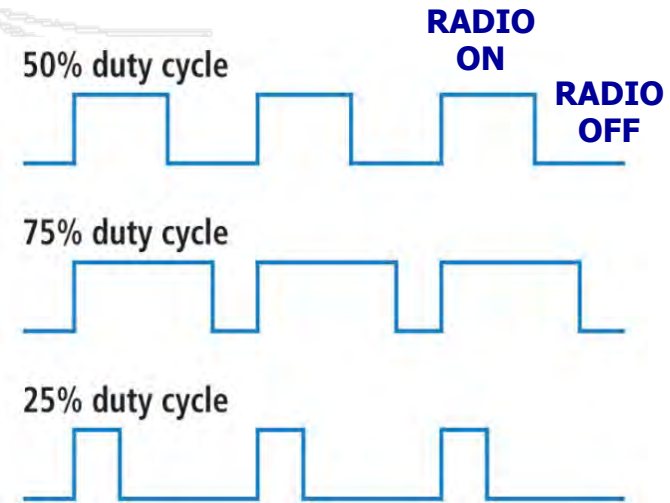 RADIO
ON
50% duty cycle
RADIO
OFF
75% duty cycle
25% duty cycle